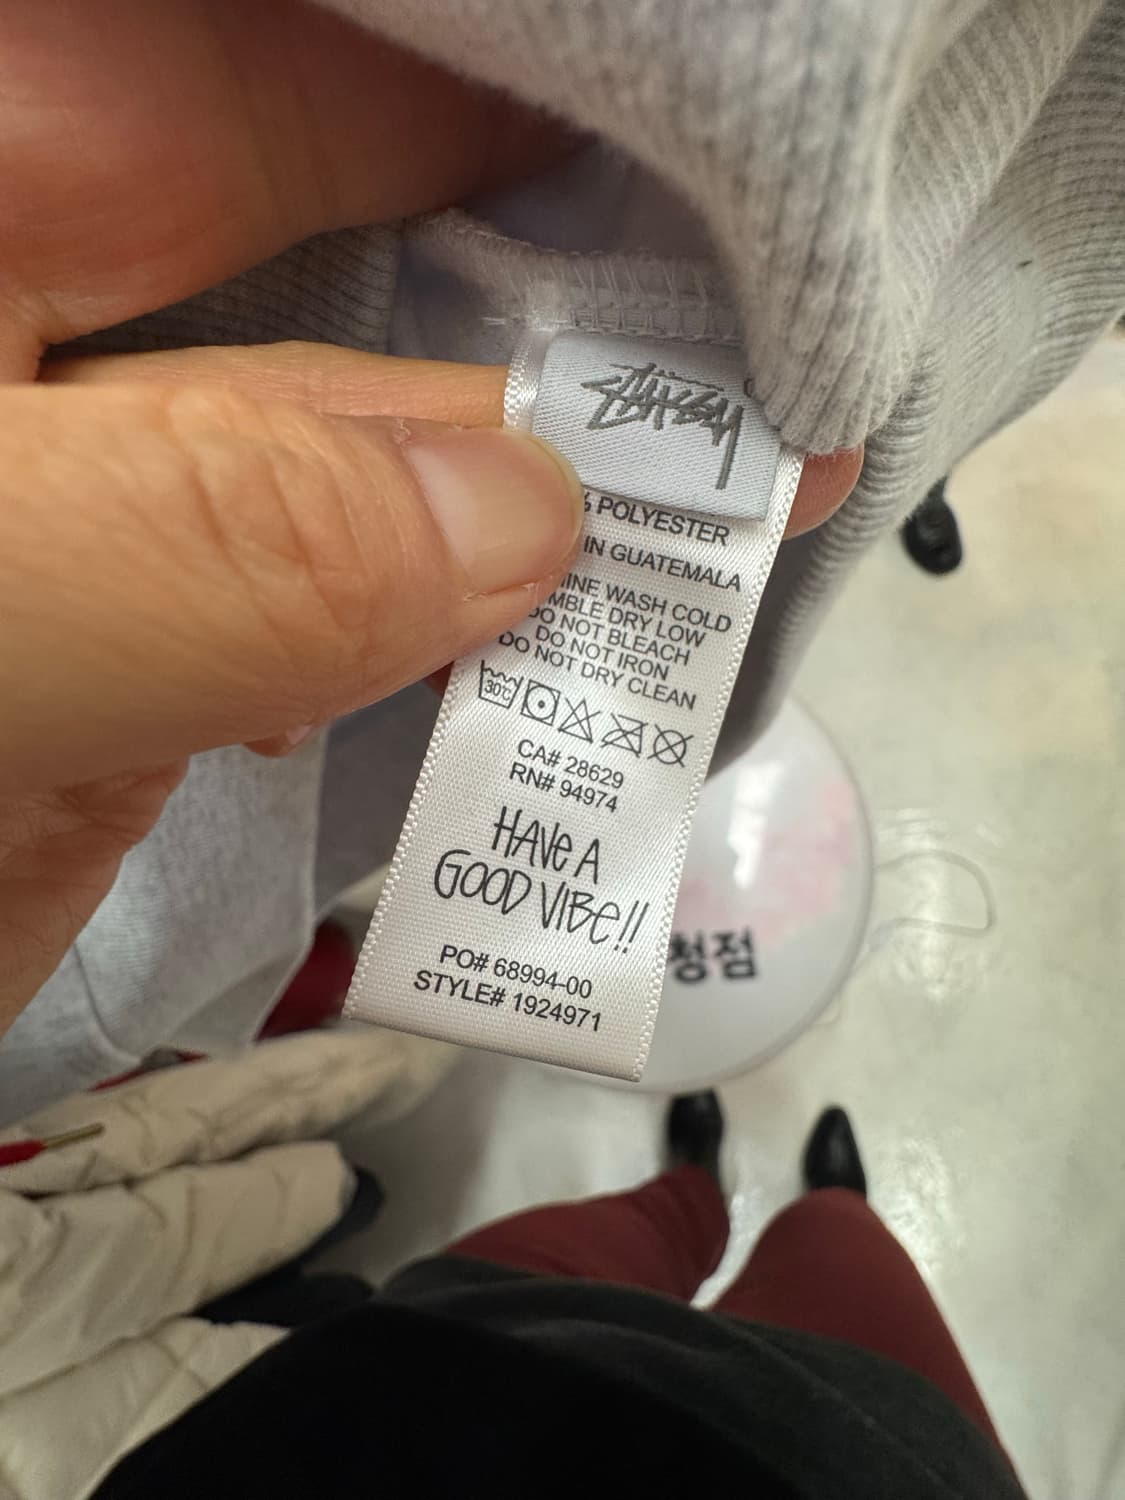 STÜSSY
% POLYESTER
IN GUATEMALA
INE WASH COLD
MBLE DRY LOW
DO NOT BLEACH
DO NOT IRON
DO NOT DRY CLEAN
30℃
CA# 28629
RN# 94974
HAVE A
GOOD VIBE!!
PO# 68994-00
STYLE# 1924971
청점